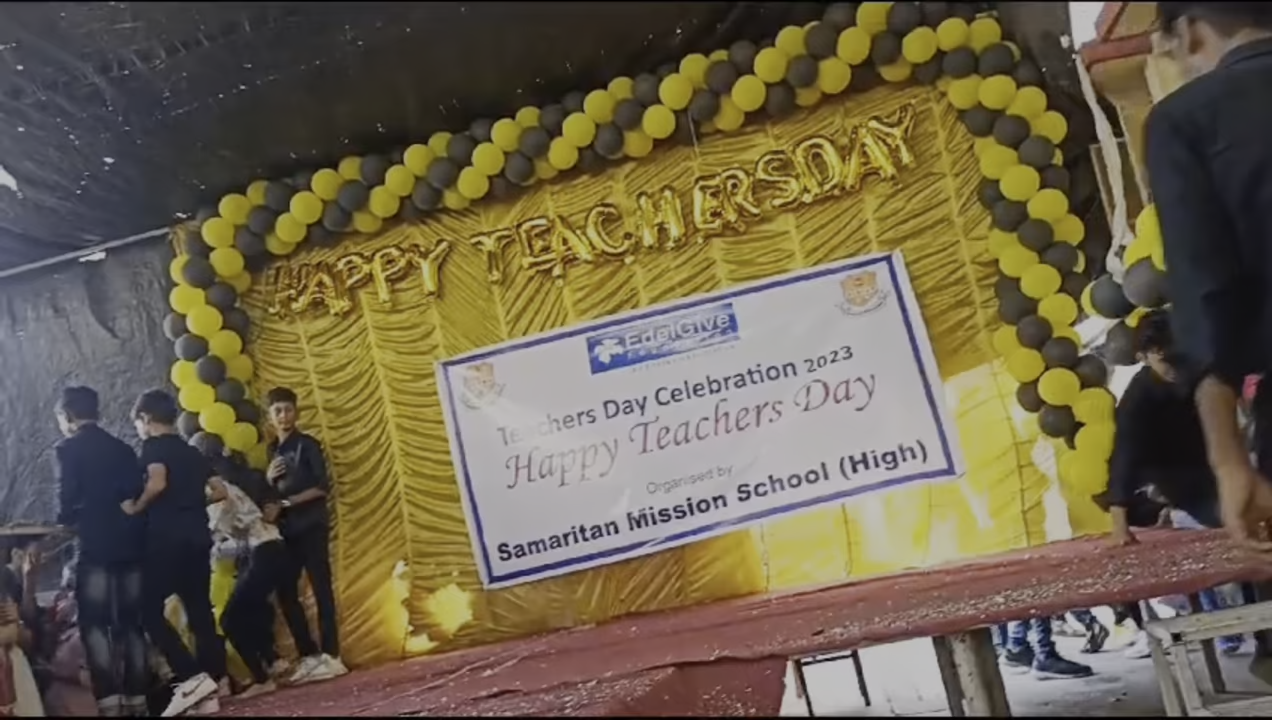 HAPPY TEACHERSDAY
EdelGive
Teachers Day Celebration 2023
Happy Teachers Day
Organised by
Samaritan Mission School (High)